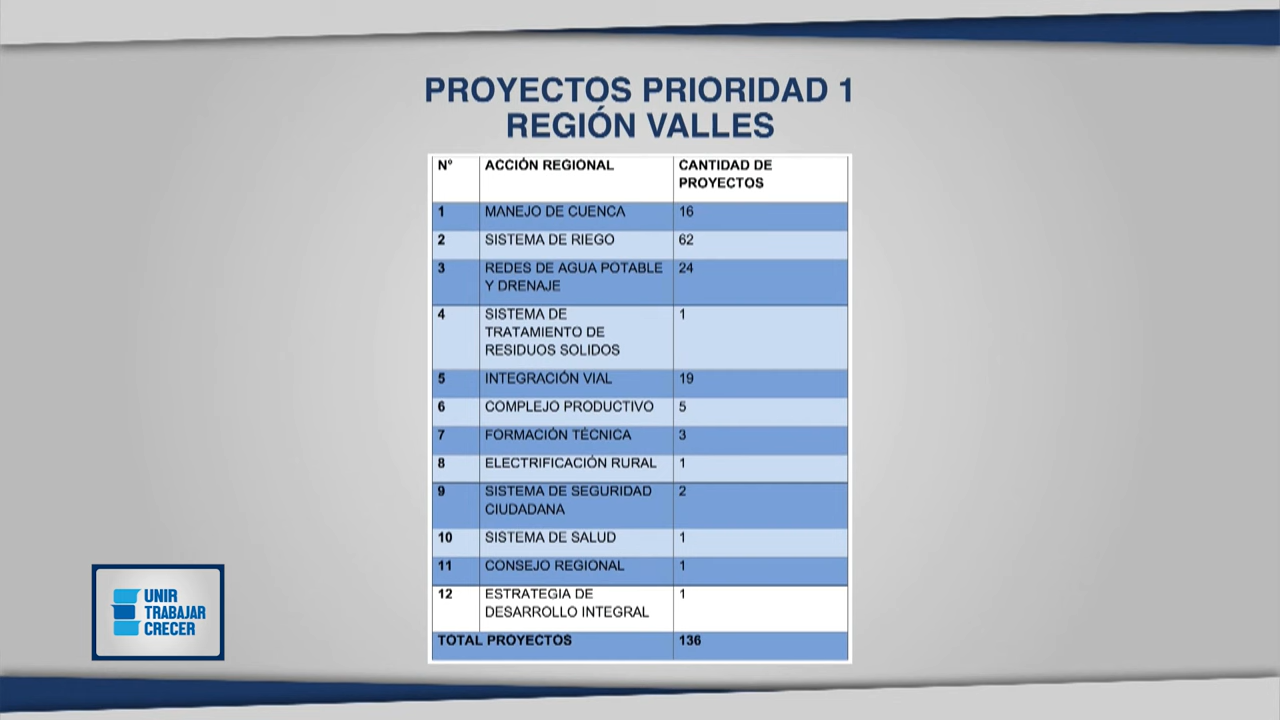 PROYECTOS PRIORIDAD 1
REGIÓN VALLES
N° ACCIÓN REGIONAL CANTIDAD DE
PROYECTOS
1 MANEJO DE CUENCA 16
2 SISTEMA DE RIEGO 62
3 REDES DE AGUA POTABLE 24
Y DRENAJE
4 SISTEMA DE 1
TRATAMIENTO DE
RESIDUOS SOLIDOS
5 INTEGRACIÓN VIAL 19
6 COMPLEJO PRODUCTIVO 5
7 FORMACIÓN TÉCNICA 3
8 ELECTRIFICACIÓN RURAL 1
9 SISTEMA DE SEGURIDAD 2
CIUDADANA
10 SISTEMA DE SALUD 1
11 CONSEJO REGIONAL 1
12 ESTRATEGIA DE 1
DESARROLLO INTEGRAL
TOTAL PROYECTOS 136
UNIR
TRABAJAR
CRECER